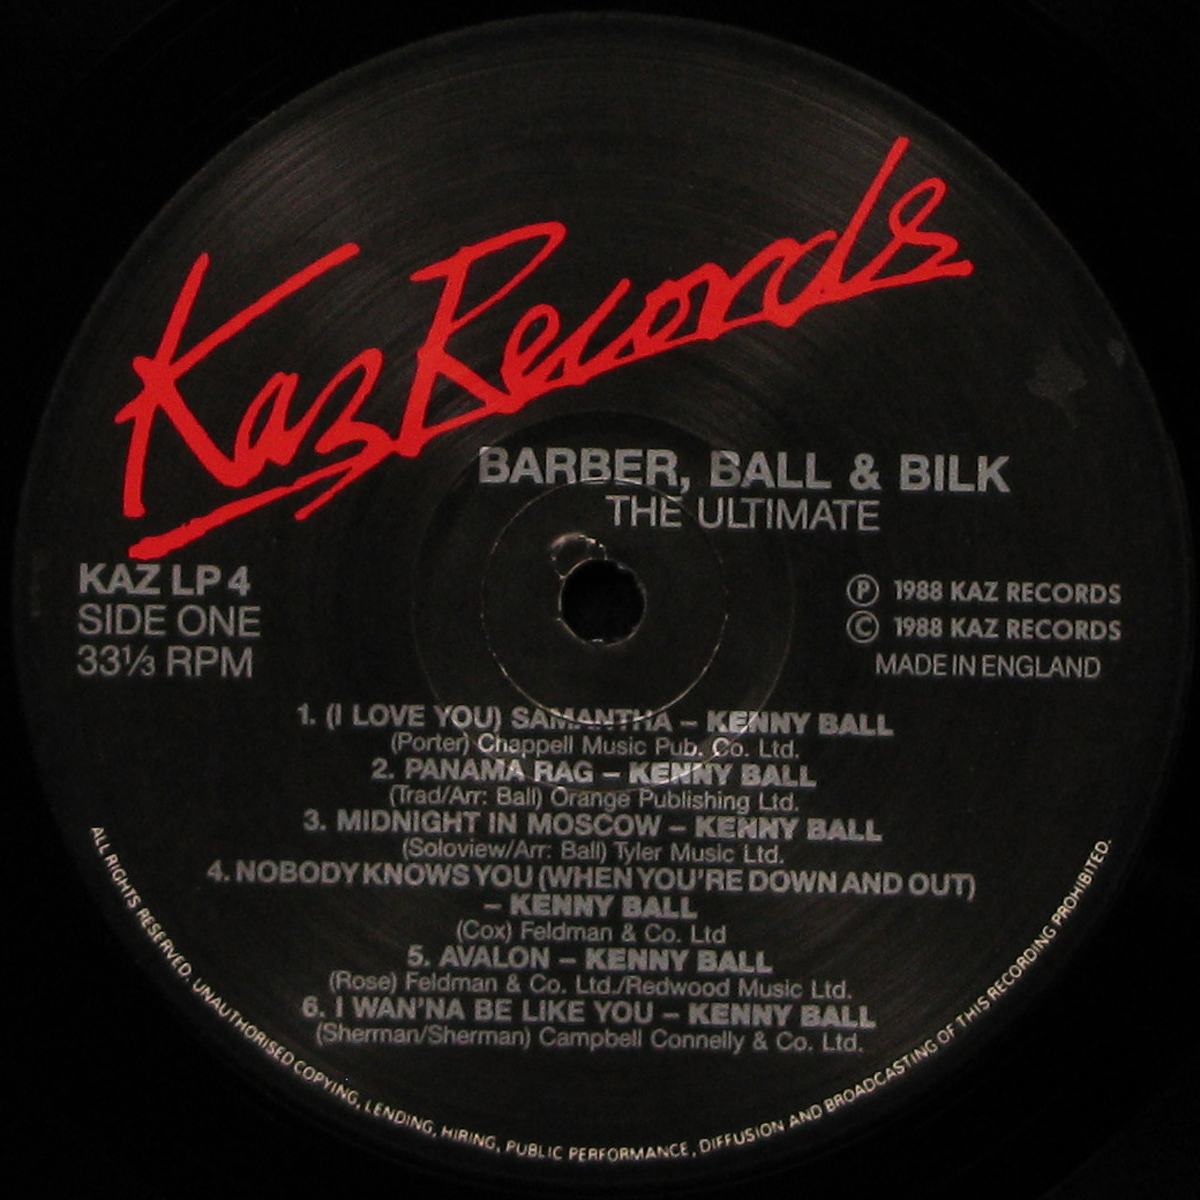 Kaz Records
BARBER, BALL & BILK
THE ULTIMATE
KAZ LP 4
SIDE ONE
33⅓ RPM
Ⓟ 1988 KAZ RECORDS
© 1988 KAZ RECORDS
MADE IN ENGLAND
1. (I LOVE YOU) SAMANTHA – KENNY BALL
(Porter) Chappell Music Pub. Co. Ltd.
2. PANAMA RAG – KENNY BALL
(Trad/Arr: Ball) Orange Publishing Ltd.
3. MIDNIGHT IN MOSCOW – KENNY BALL
(Soloview/Arr: Ball) Tyler Music Ltd.
4. NOBODY KNOWS YOU (WHEN YOU'RE DOWN AND OUT)
– KENNY BALL
(Cox) Feldman & Co. Ltd
5. AVALON – KENNY BALL
(Rose) Feldman & Co. Ltd./Redwood Music Ltd.
6. I WAN'NA BE LIKE YOU – KENNY BALL
(Sherman/Sherman) Campbell Connelly & Co. Ltd.
ALL RIGHTS RESERVED. UNAUTHORISED COPYING, LENDING, HIRING, PUBLIC PERFORMANCE, DIFFUSION AND BROADCASTING OF THIS RECORDING PROHIBITED.